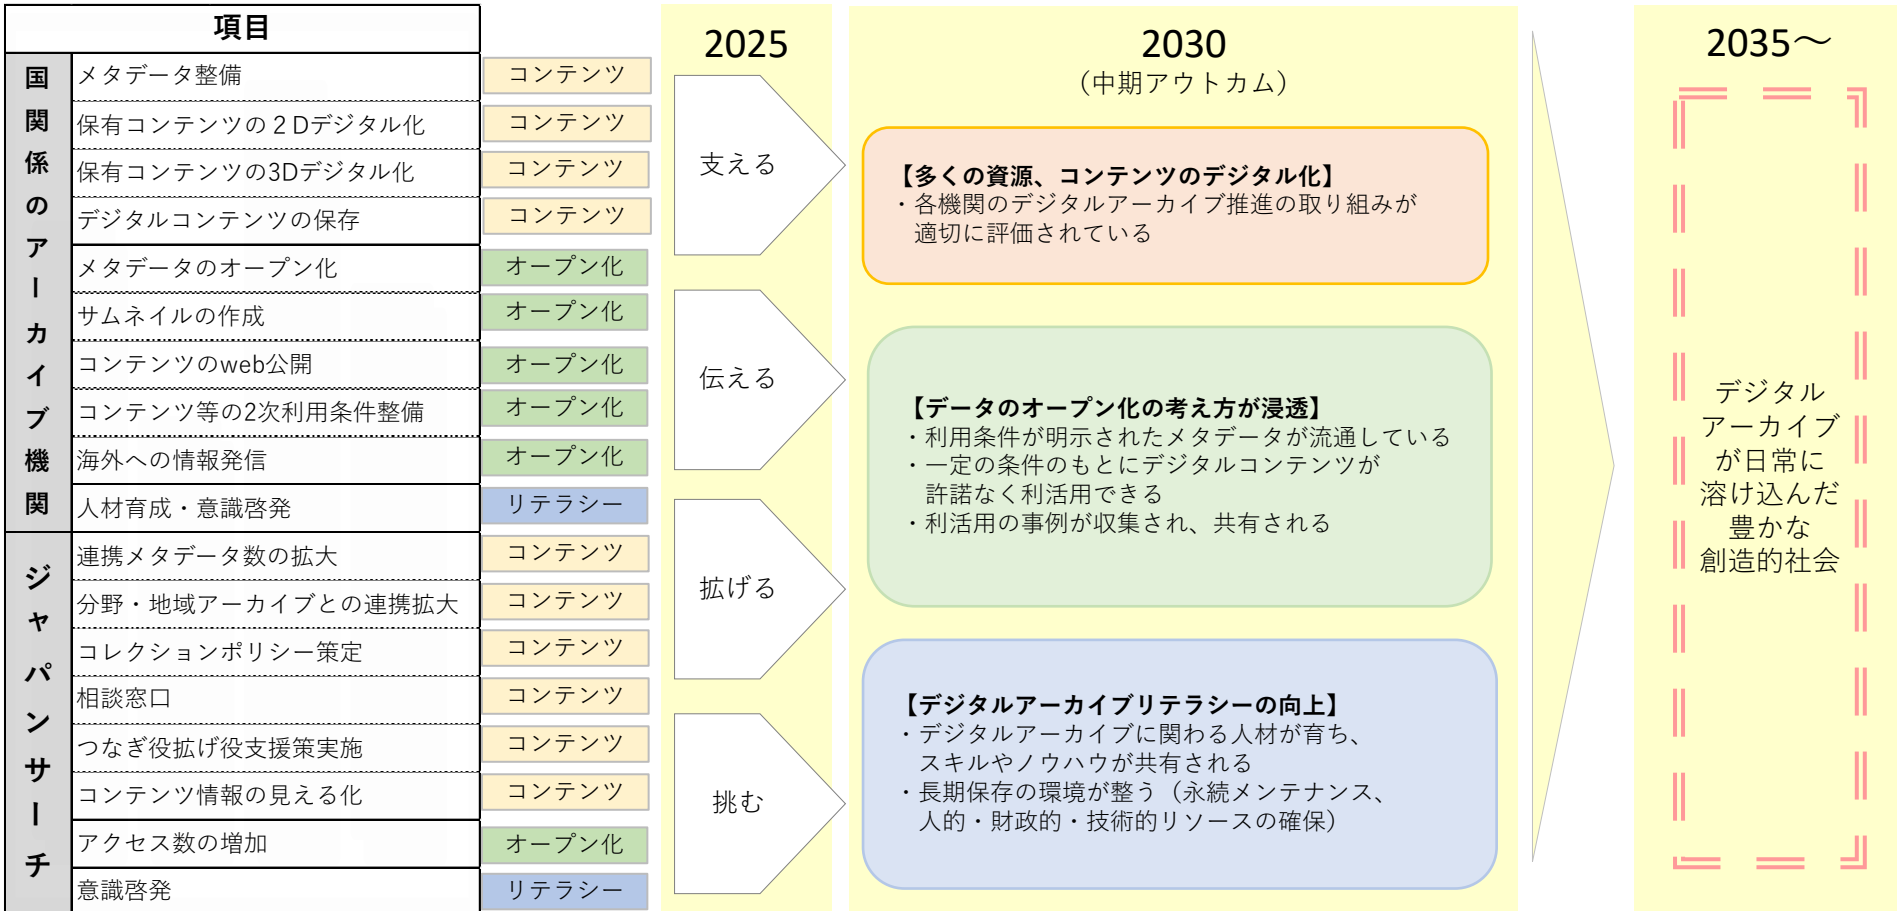 項目
国関係のアーカイブ機関
メタデータ整備
コンテンツ
保有コンテンツの２Dデジタル化
コンテンツ
保有コンテンツの3Dデジタル化
コンテンツ
デジタルコンテンツの保存
コンテンツ
メタデータのオープン化
オープン化
サムネイルの作成
オープン化
コンテンツのweb公開
オープン化
コンテンツ等の2次利用条件整備
オープン化
海外への情報発信
オープン化
人材育成・意識啓発
リテラシー
ジャパンサーチ
連携メタデータ数の拡大
コンテンツ
分野・地域アーカイブとの連携拡大
コンテンツ
コレクションポリシー策定
コンテンツ
相談窓口
コンテンツ
つなぎ役拡げ役支援策実施
コンテンツ
コンテンツ情報の見える化
コンテンツ
アクセス数の増加
オープン化
意識啓発
リテラシー
2025
支える
伝える
拡げる
挑む
2030
（中期アウトカム）
【多くの資源、コンテンツのデジタル化】
・各機関のデジタルアーカイブ推進の取り組みが
適切に評価されている
【データのオープン化の考え方が浸透】
・利用条件が明示されたメタデータが流通している
・一定の条件のもとにデジタルコンテンツが
許諾なく利活用できる
・利活用の事例が収集され、共有される
【デジタルアーカイブリテラシーの向上】
・デジタルアーカイブに関わる人材が育ち、
スキルやノウハウが共有される
・長期保存の環境が整う（永続メンテナンス、
人的・財政的・技術的リソースの確保）
2035～
デジタル
アーカイブ
が日常に
溶け込んだ
豊かな
創造的社会